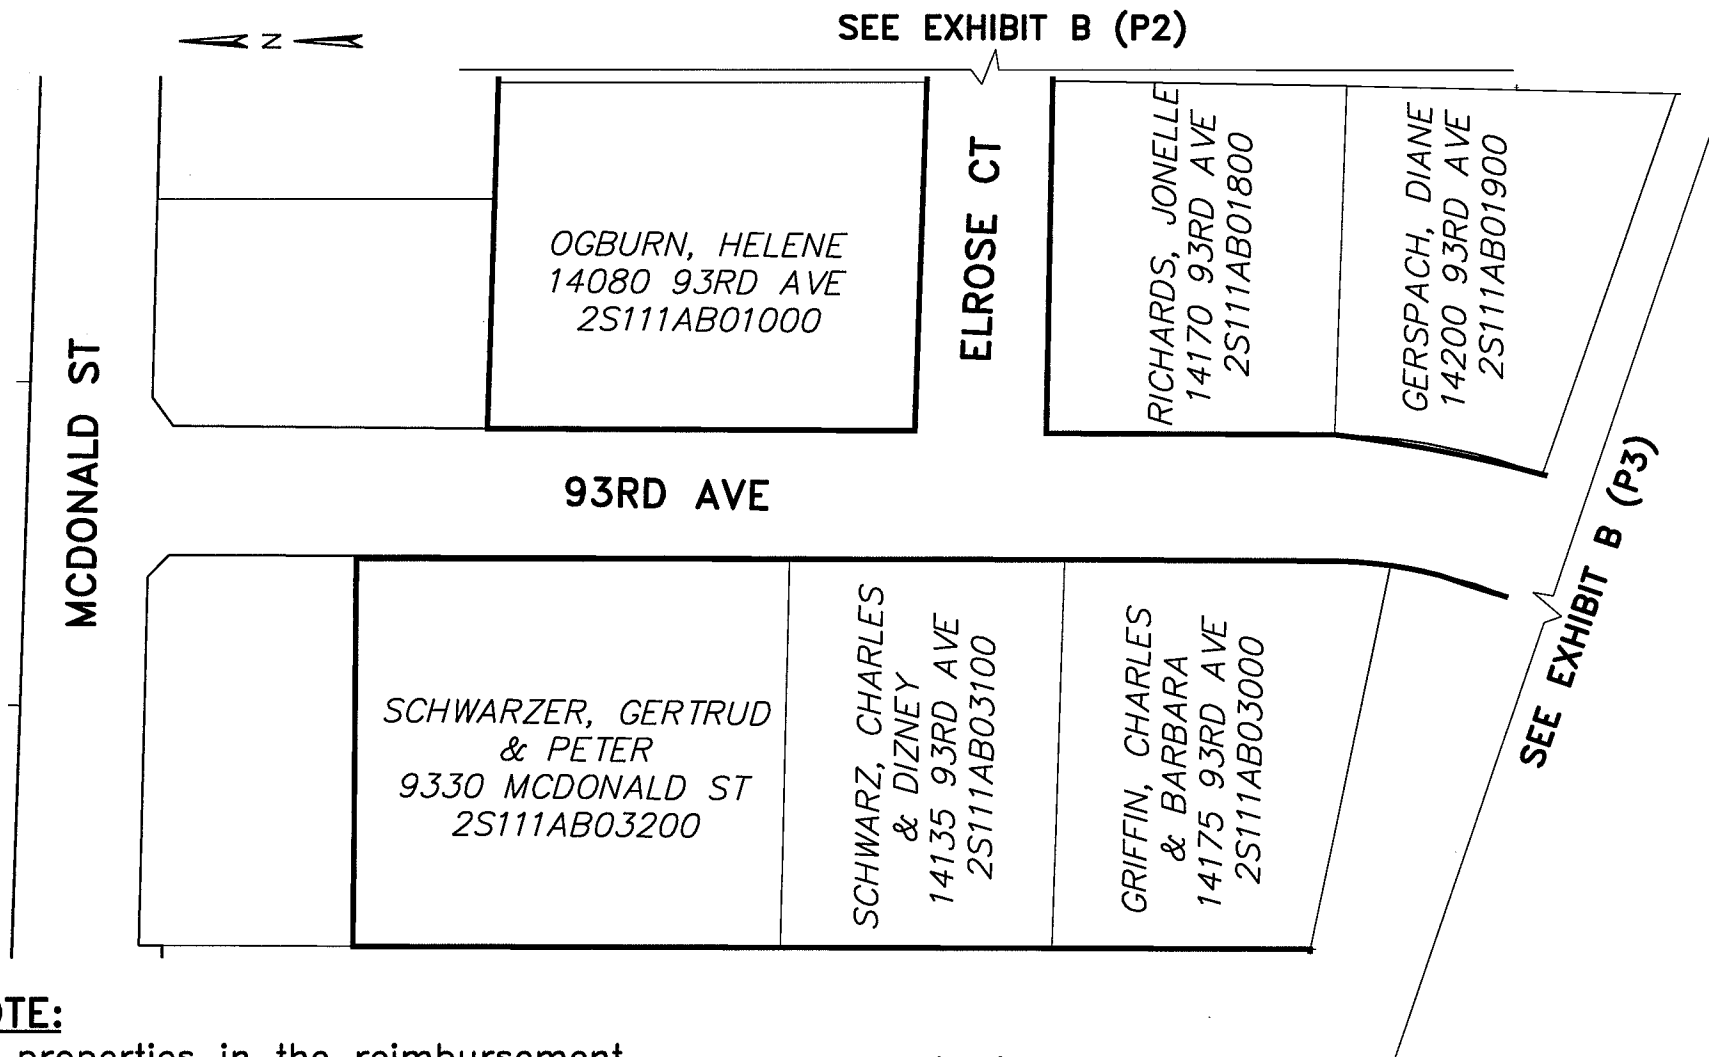 SEE EXHIBIT B (P2)
N
OGBURN, HELENE
14080 93RD AVE
2S111AB01000
ELROSE CT
RICHARDS, JONELLE
14170 93RD AVE
2S111AB01800
GERSPACH, DIANE
14200 93RD AVE
2S111AB01900
MCDONALD ST
93RD AVE
SEE EXHIBIT B (P3)
SCHWARZER, GERTRUD
& PETER
9330 MCDONALD ST
2S111AB03200
SCHWARZ, CHARLES
& DIZNEY
14135 93RD AVE
2S111AB03100
GRIFFIN, CHARLES
& BARBARA
14175 93RD AVE
2S111AB03000
OTE:
properties in the reimbursement